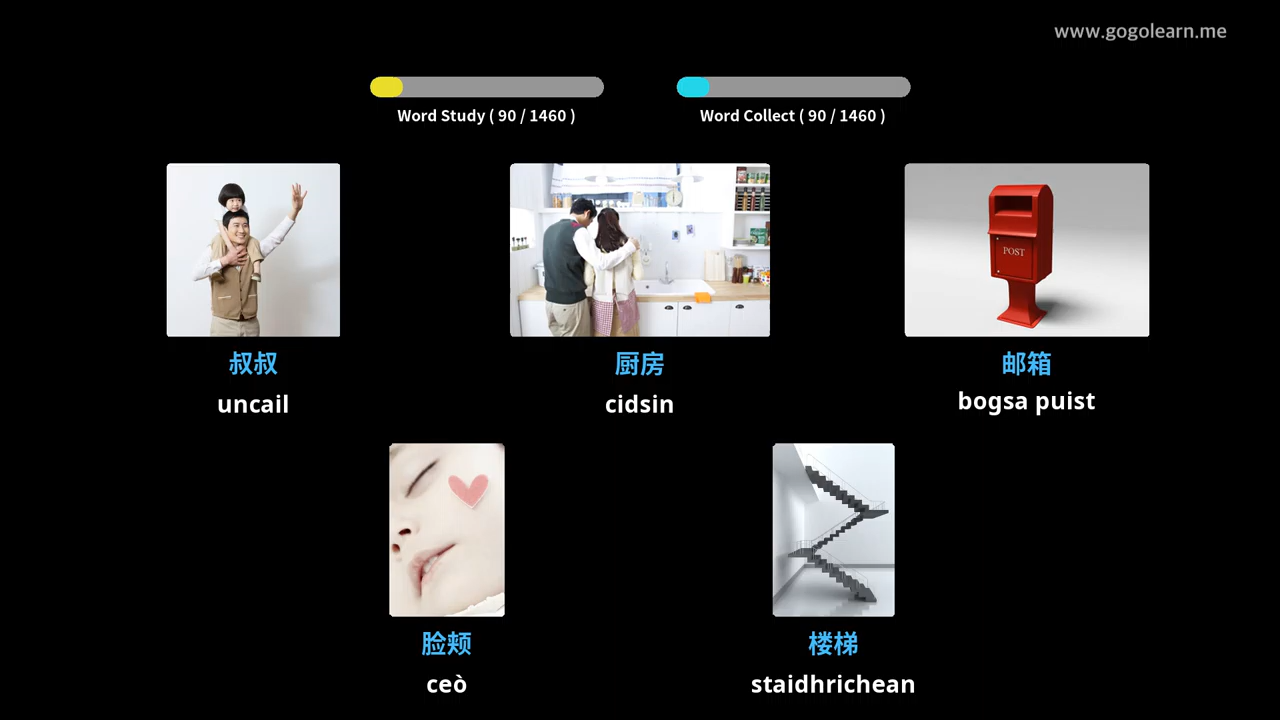 www.gogolearn.me
Word Study ( 90 / 1460 )
Word Collect ( 90 / 1460 )
叔叔
uncail
厨房
cidsin
POST
邮箱
bogsa puist
脸颊
ceò
楼梯
staidhrichean